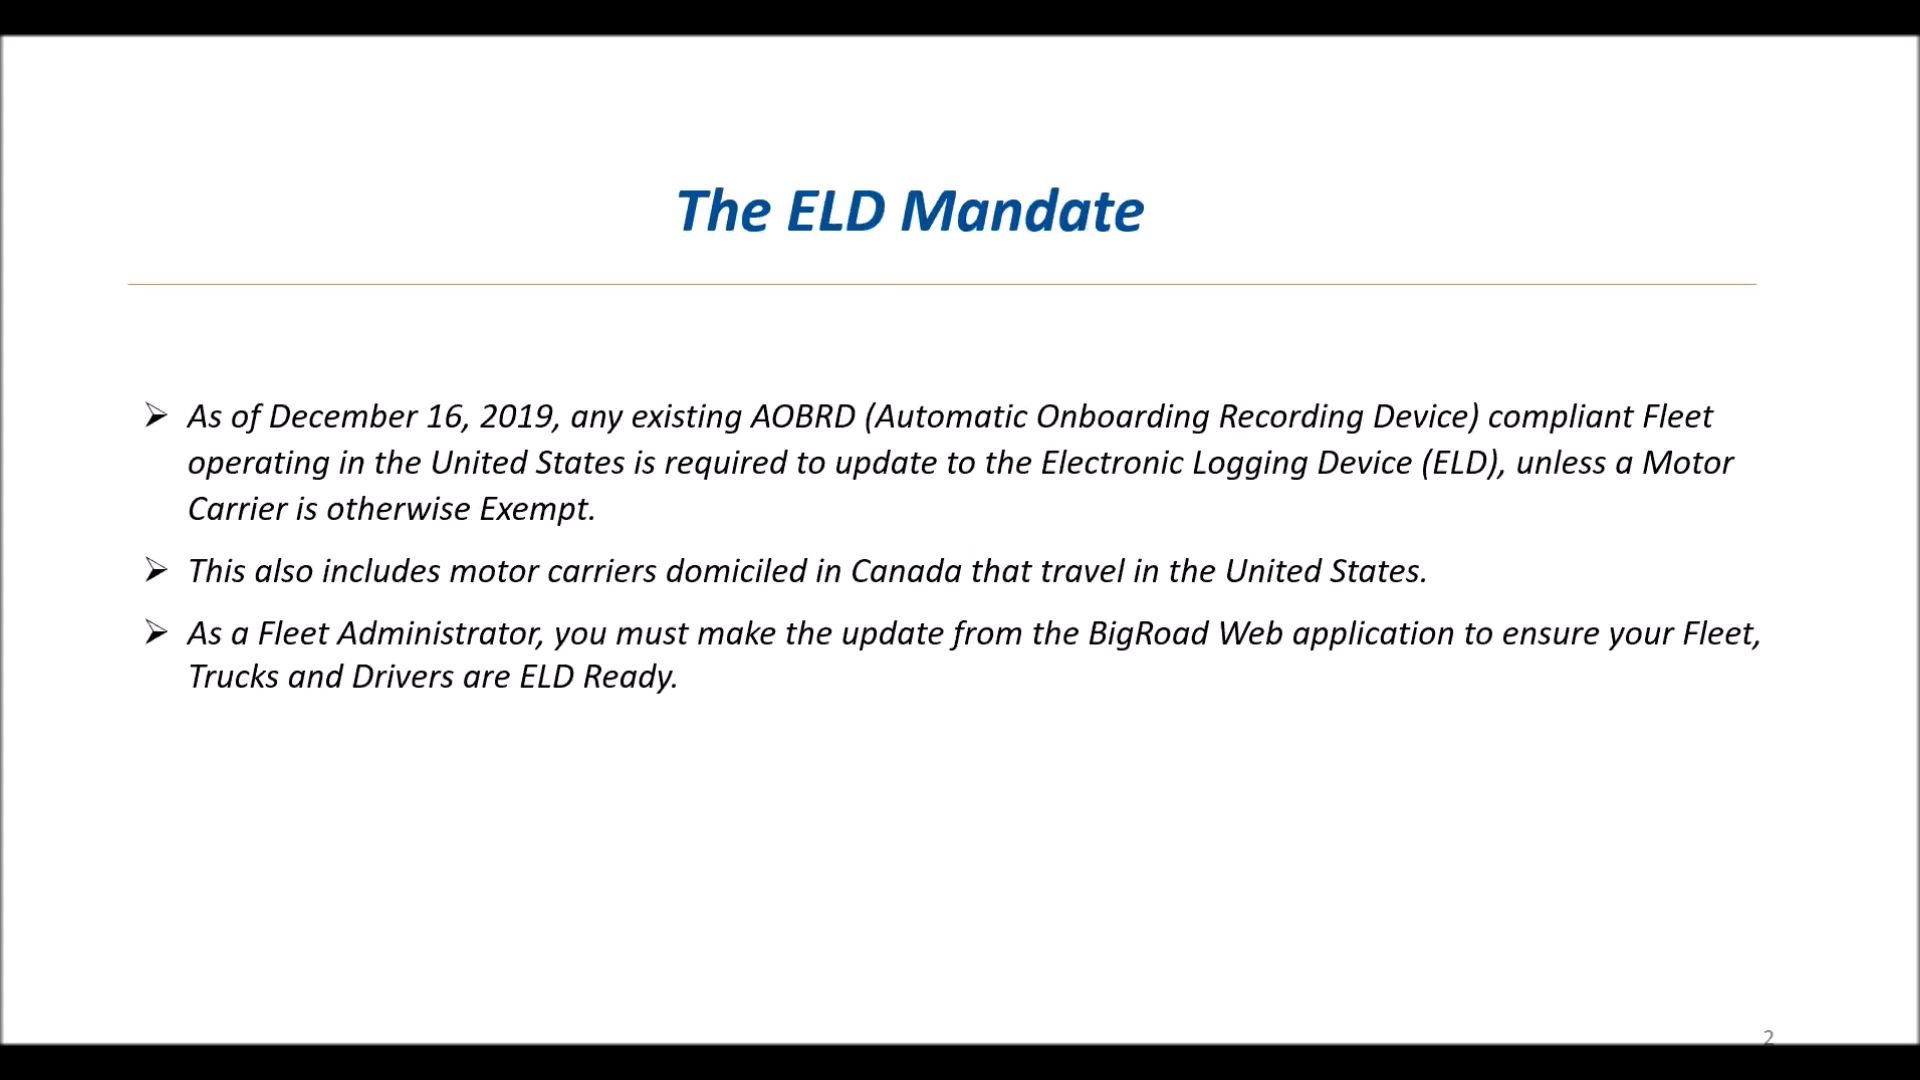 The ELD Mandate
As of December 16, 2019, any existing AOBRD (Automatic Onboarding Recording Device) compliant Fleet
operating in the United States is required to update to the Electronic Logging Device (ELD), unless a Motor
Carrier is otherwise Exempt.
This also includes motor carriers domiciled in Canada that travel in the United States.
As a Fleet Administrator, you must make the update from the BigRoad Web application to ensure your Fleet,
Trucks and Drivers are ELD Ready.
2